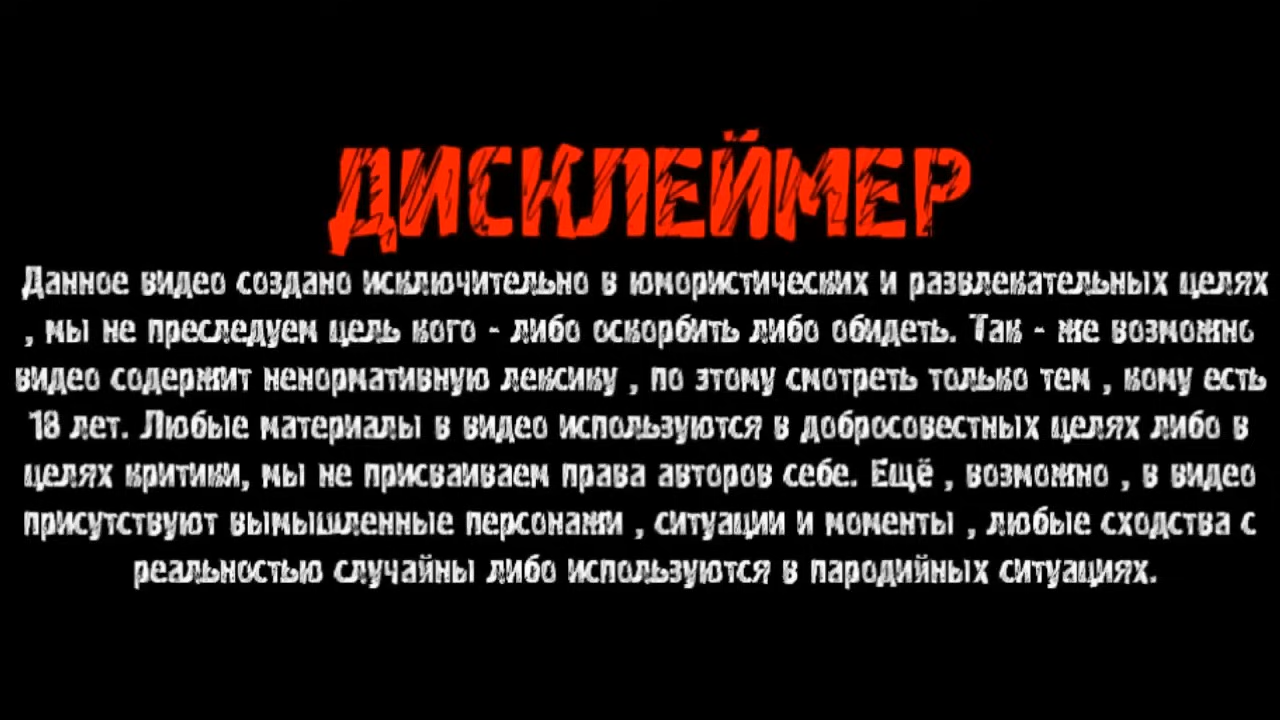 ДИСКЛЕЙМЕР
Данное видео создано исключительно в юмористических и развлекательных целях
, мы не преследуем цель кого - либо оскорбить либо обидеть. Так - же возможно
видео содержит ненормативную лексику , по этому смотреть только тем , кому есть
18 лет. Любые материалы в видео используются в добросовестных целях либо в
целях критики, мы не присваиваем права авторов себе. Ещё , возможно , в видео
присутствуют вымышленные персонажи , ситуации и моменты , любые сходства с
реальностью случайны либо используются в пародийных ситуациях.